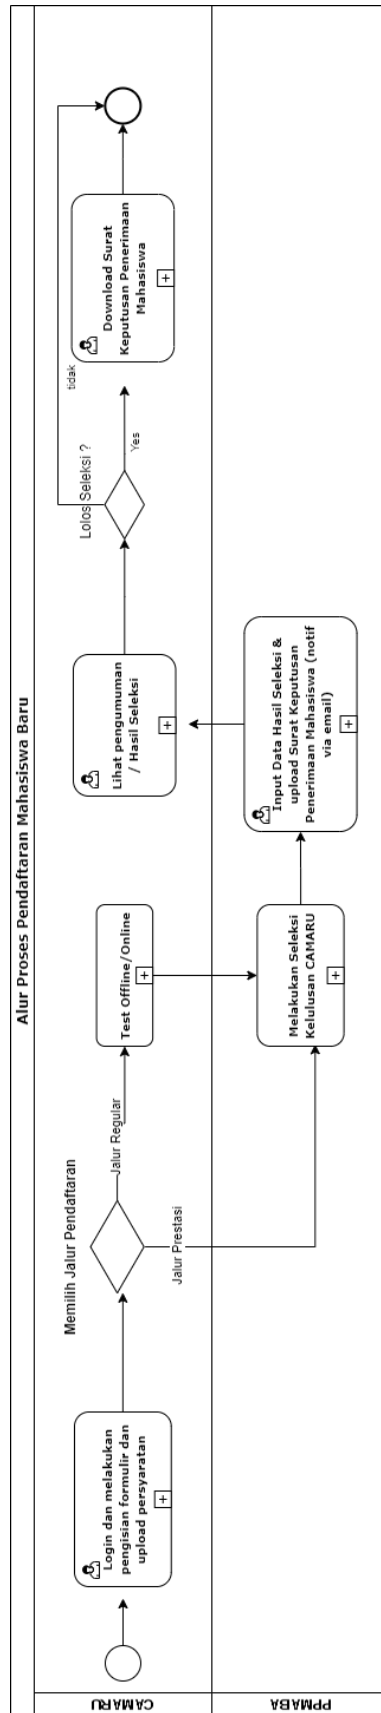 Alur Proses Pendaftaran Mahasiswa Baru
CAMARU
Login dan melakukan
pengisian formulir dan
upload persyaratan
Memilih Jalur Pendaftaran
Jalur Regular
Jalur Prestasi
Test Offline/Online
Lihat pengumuman
/ Hasil Seleksi
Lolos Seleksi ?
tidak
Yes
Download Surat
Keputusan Penerimaan
Mahasiswa
PPMABA
Melakukan Seleksi
Kelulusan CAMARU
Input Data Hasil Seleksi &
upload Surat Keputusan
Penerimaan Mahasiswa (notif
via email)